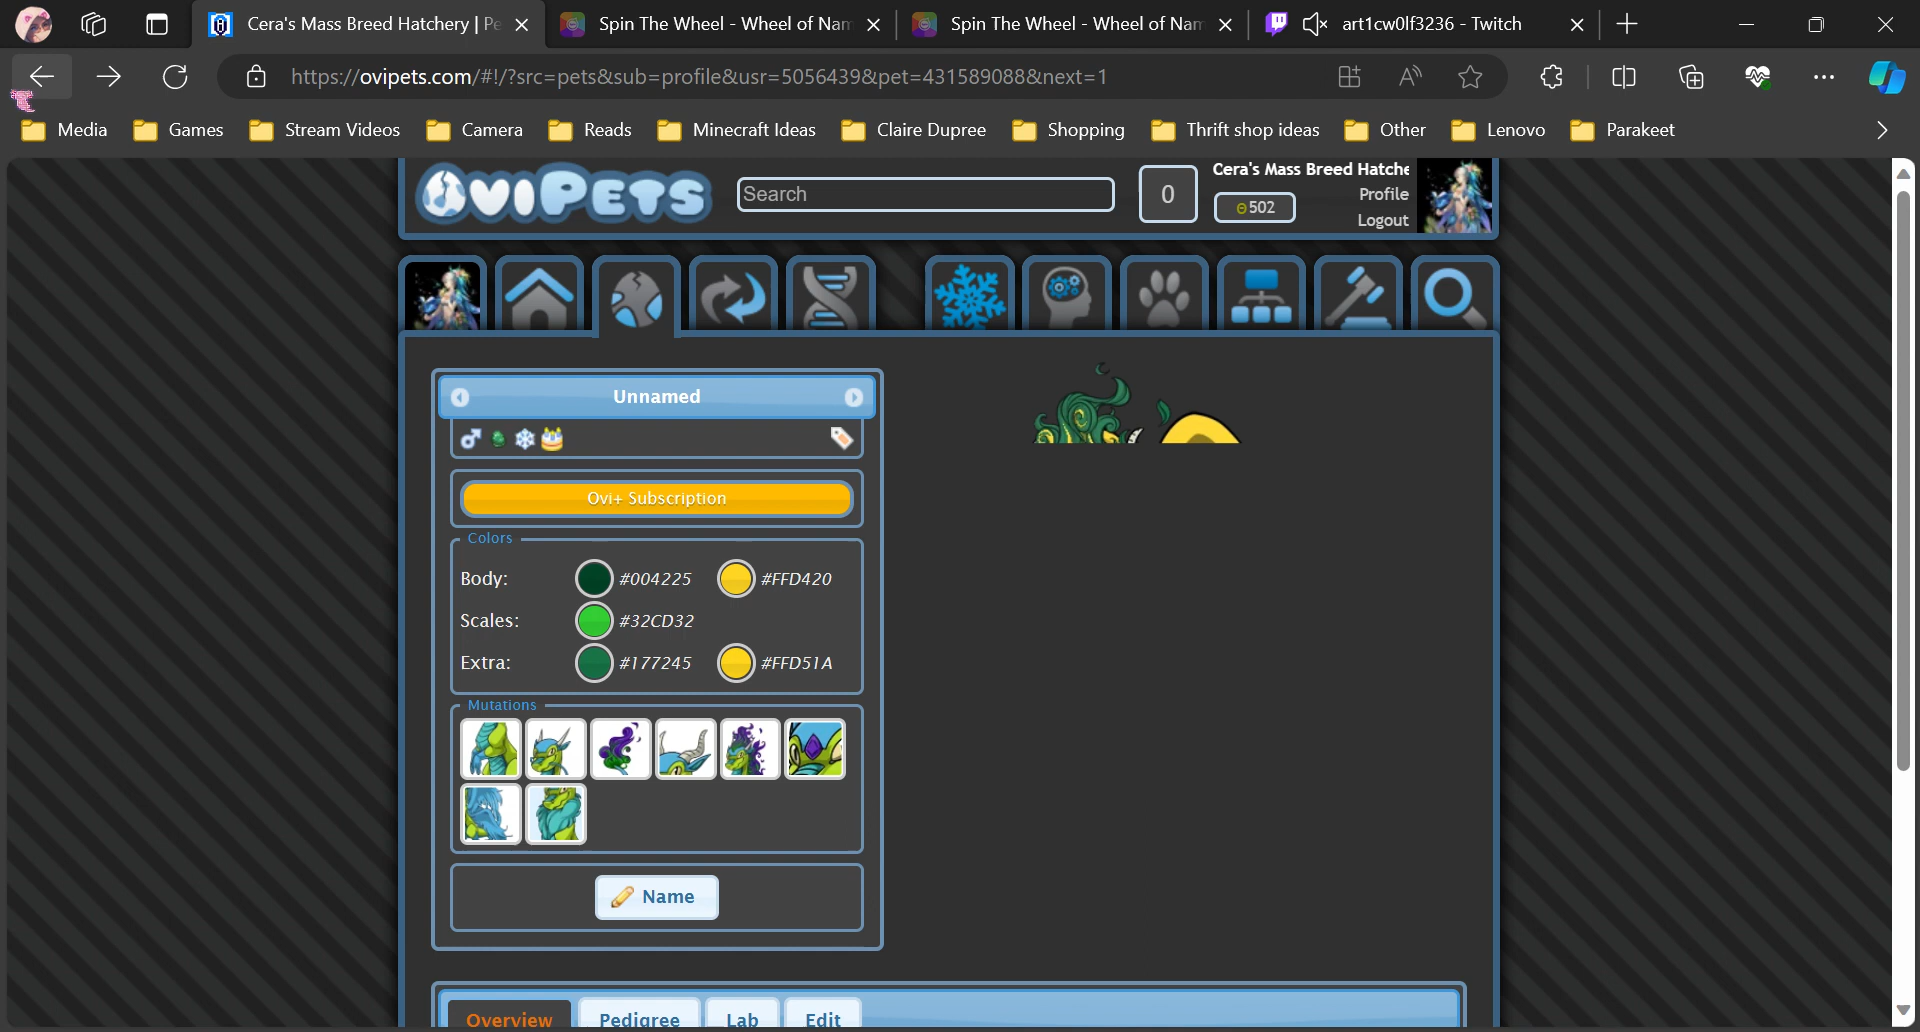 Cera's Mass Breed Hatchery | Pe
Spin The Wheel - Wheel of Nam
Spin The Wheel - Wheel of Nam
art1cw0lf3236 - Twitch
https://ovipets.com/#!/?src=pets&sub=profile&usr=5056439&pet=431589088&next=1
Media
Games
Stream Videos
Camera
Reads
Minecraft Ideas
Claire Dupree
Shopping
Thrift shop ideas
Other
Lenovo
Parakeet
OviPets
Search
0
Cera's Mass Breed Hatche
502
Profile
Logout
Unnamed
Ovi+ Subscription
Colors
Body: #004225 #FFD420
Scales: #32CD32
Extra: #177245 #FFD51A
Mutations
Name
Overview Pedigree Lab Edit